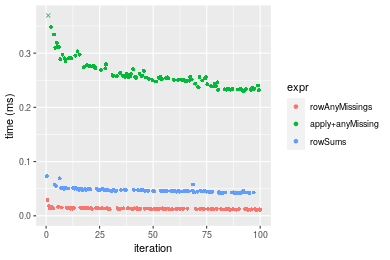 0.3
0.2
0.1
0.0
time (ms)
0
25
50
75
100
iteration
expr
rowAnyMissings
apply+anyMissing
rowSums